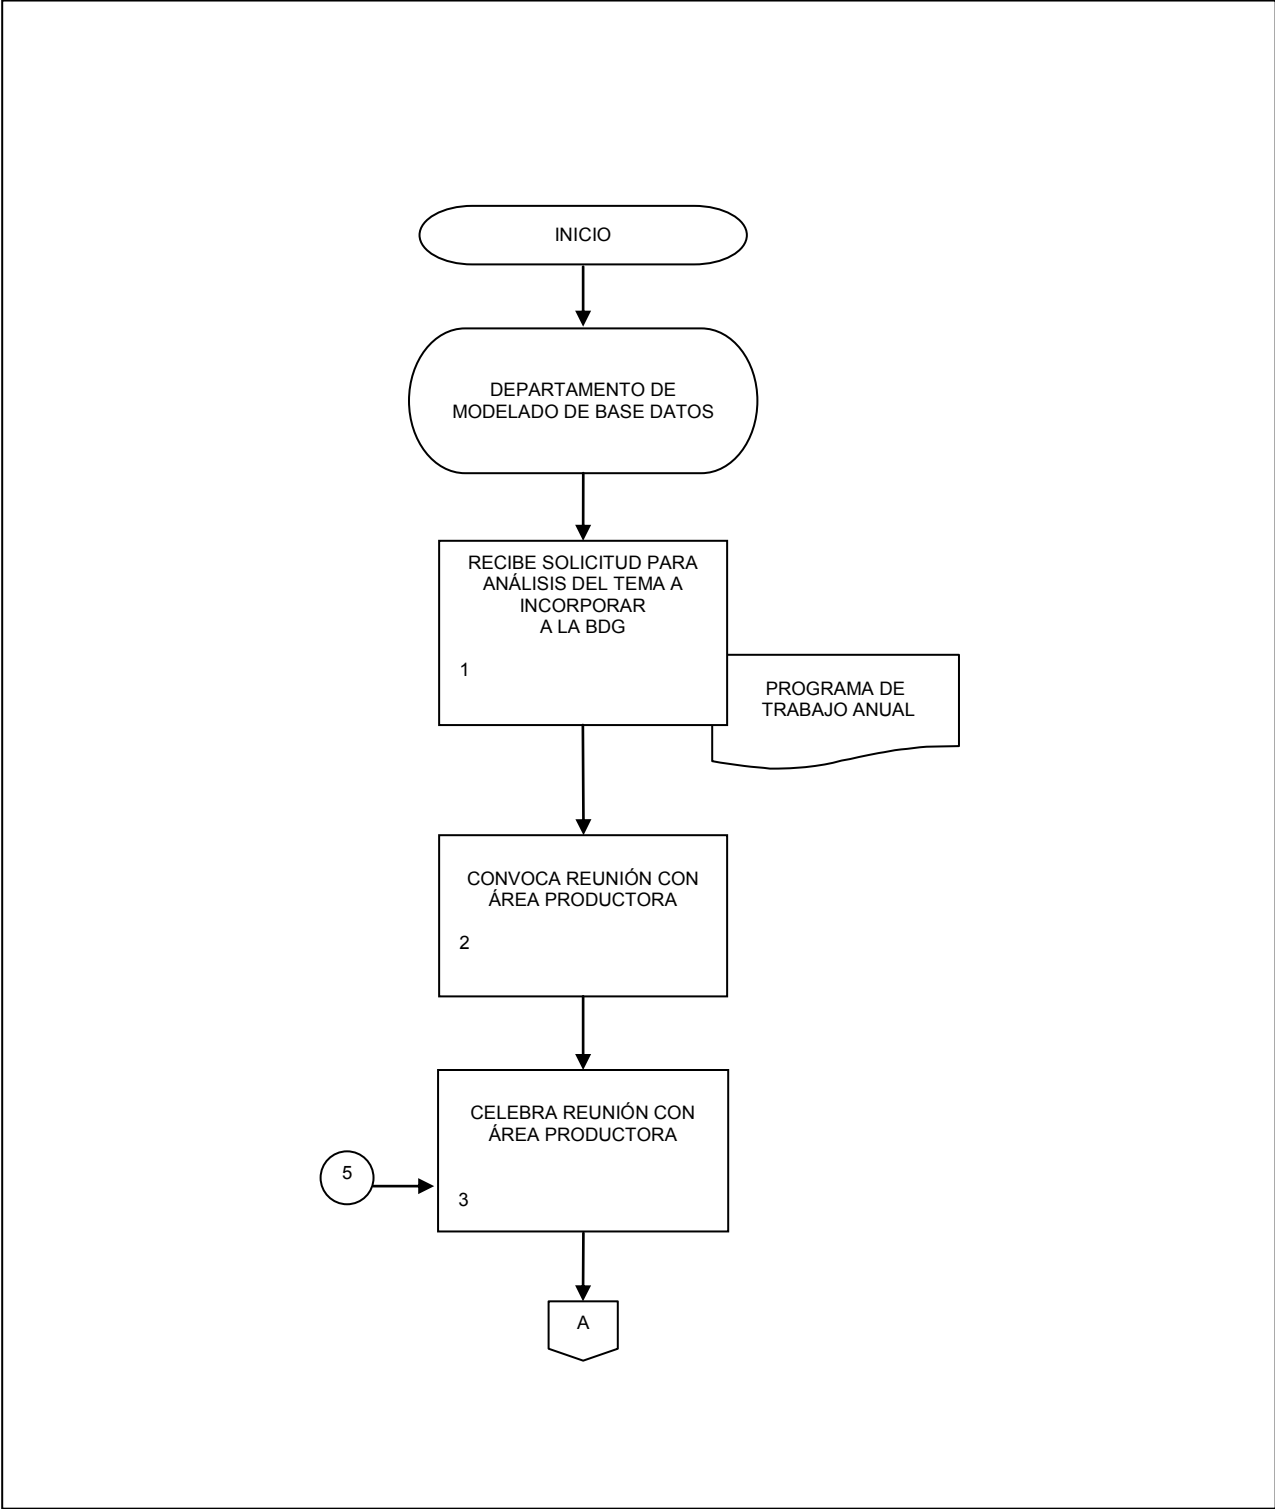 INICIO
DEPARTAMENTO DE
MODELADO DE BASE DATOS
RECIBE SOLICITUD PARA
ANÁLISIS DEL TEMA A
INCORPORAR
A LA BDG
1
PROGRAMA DE
TRABAJO ANUAL
CONVOCA REUNIÓN CON
ÁREA PRODUCTORA
2
CELEBRA REUNIÓN CON
ÁREA PRODUCTORA
5
3
A